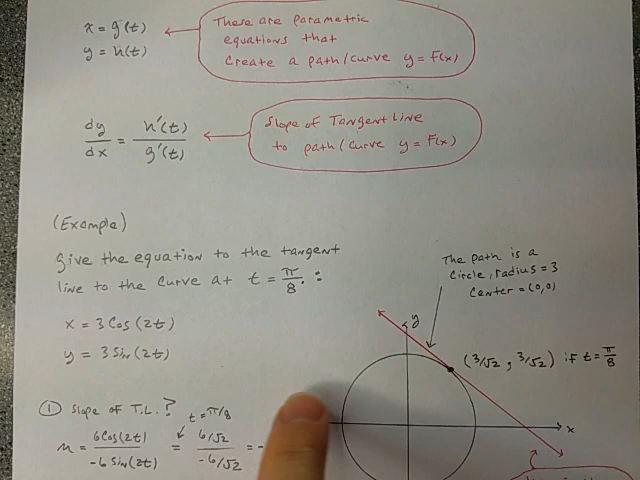 x = g(t)
y = h(t)
These are parametric
equations that
create a path/curve y = F(x)
dy/dx = h'(t)/g'(t)
Slope of Tangent line
to path/curve y = F(x)
(Example)
Give the equation to the tangent
line to the curve at t = π/8 :
x = 3 Cos(2t)
y = 3 Sin(2t)
The path is a
circle, radius = 3
Center = (0,0)
y
(3/√2, 3/√2) if t = π/8
x
① Slope of T.L.?
t = π/8
m = 6Cos(2t)/-6 Sin(2t) = 6/√2/-6/√2 = -